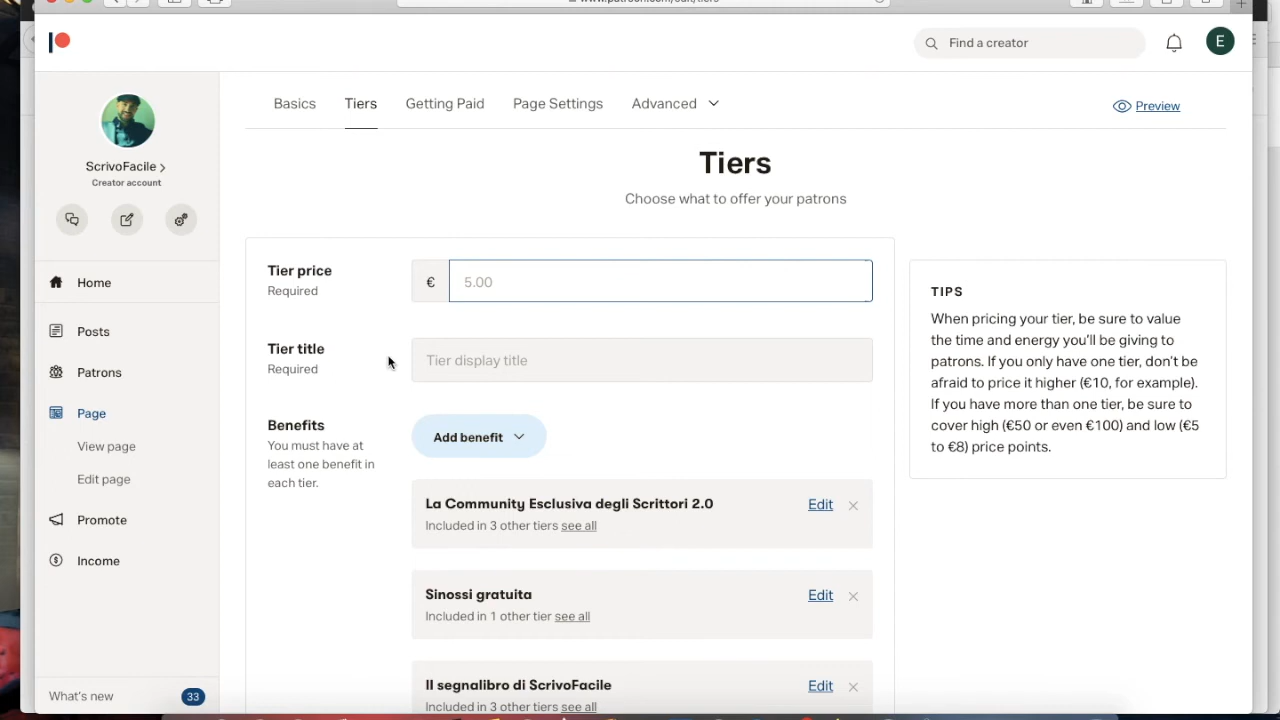 Find a creator
E
ScrivoFacile
Creator account
Home
Posts
Patrons
Page
View page
Edit page
Promote
Income
What's new
33
Basics
Tiers
Getting Paid
Page Settings
Advanced
Preview
Tiers
Choose what to offer your patrons
Tier price
Required
€
5.00
Tier title
Required
Tier display title
Benefits
You must have at
least one benefit in
each tier.
Add benefit
La Community Esclusiva degli Scrittori 2.0
Included in 3 other tiers see all
Edit
Sinossi gratuita
Included in 1 other tier see all
Edit
Il segnalibro di ScrivoFacile
Included in 3 other tiers see all
Edit
TIPS
When pricing your tier, be sure to value
the time and energy you'll be giving to
patrons. If you only have one tier, don't be
afraid to price it higher (€10, for example).
If you have more than one tier, be sure to
cover high (€50 or even €100) and low (€5
to €8) price points.